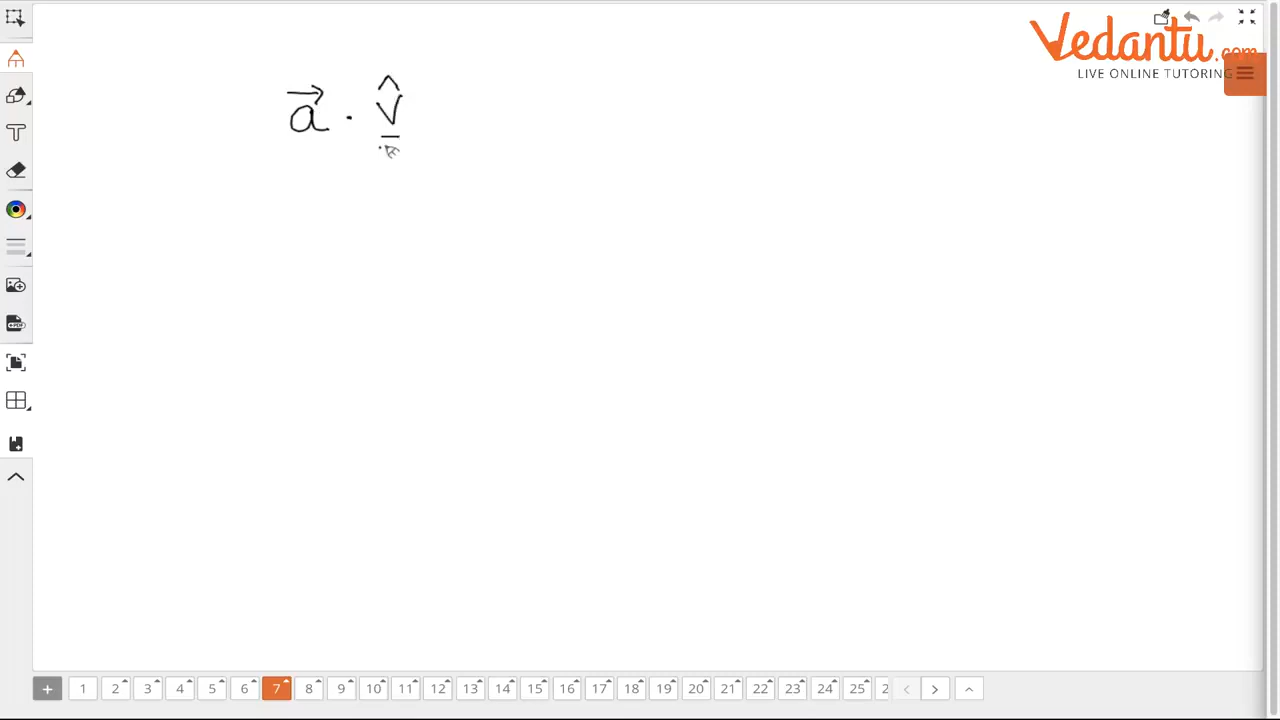 Vedantu.com
LIVE ONLINE TUTORING
a⃗ · v̂
+ 1 2 3 4 5 6 7 8 9 10 11 12 13 14 15 16 17 18 19 20 21 22 23 24 25 2 < >